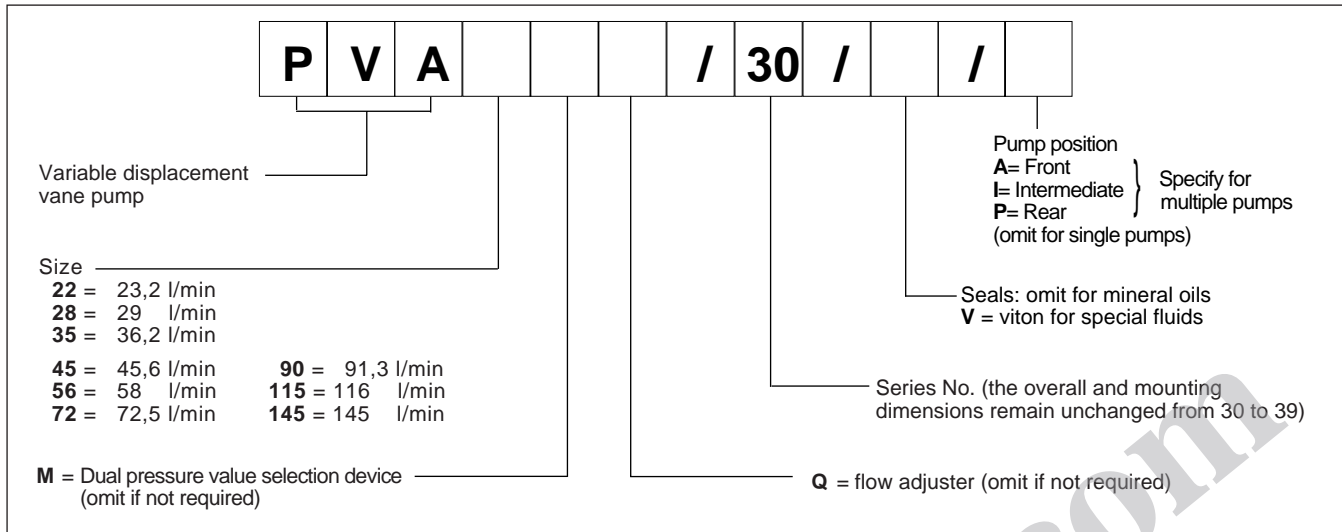 P V A / 30 / /
Variable displacement
vane pump
Pump position
A= Front
I= Intermediate
P= Rear
(omit for single pumps)
} Specify for
multiple pumps
Size
22 = 23,2 l/min
28 = 29 l/min
35 = 36,2 l/min
45 = 45,6 l/min
56 = 58 l/min
72 = 72,5 l/min
90 = 91,3 l/min
115 = 116 l/min
145 = 145 l/min
Seals: omit for mineral oils
V = viton for special fluids
Series No. (the overall and mounting
dimensions remain unchanged from 30 to 39)
M = Dual pressure value selection device
(omit if not required)
Q = flow adjuster (omit if not required)
com